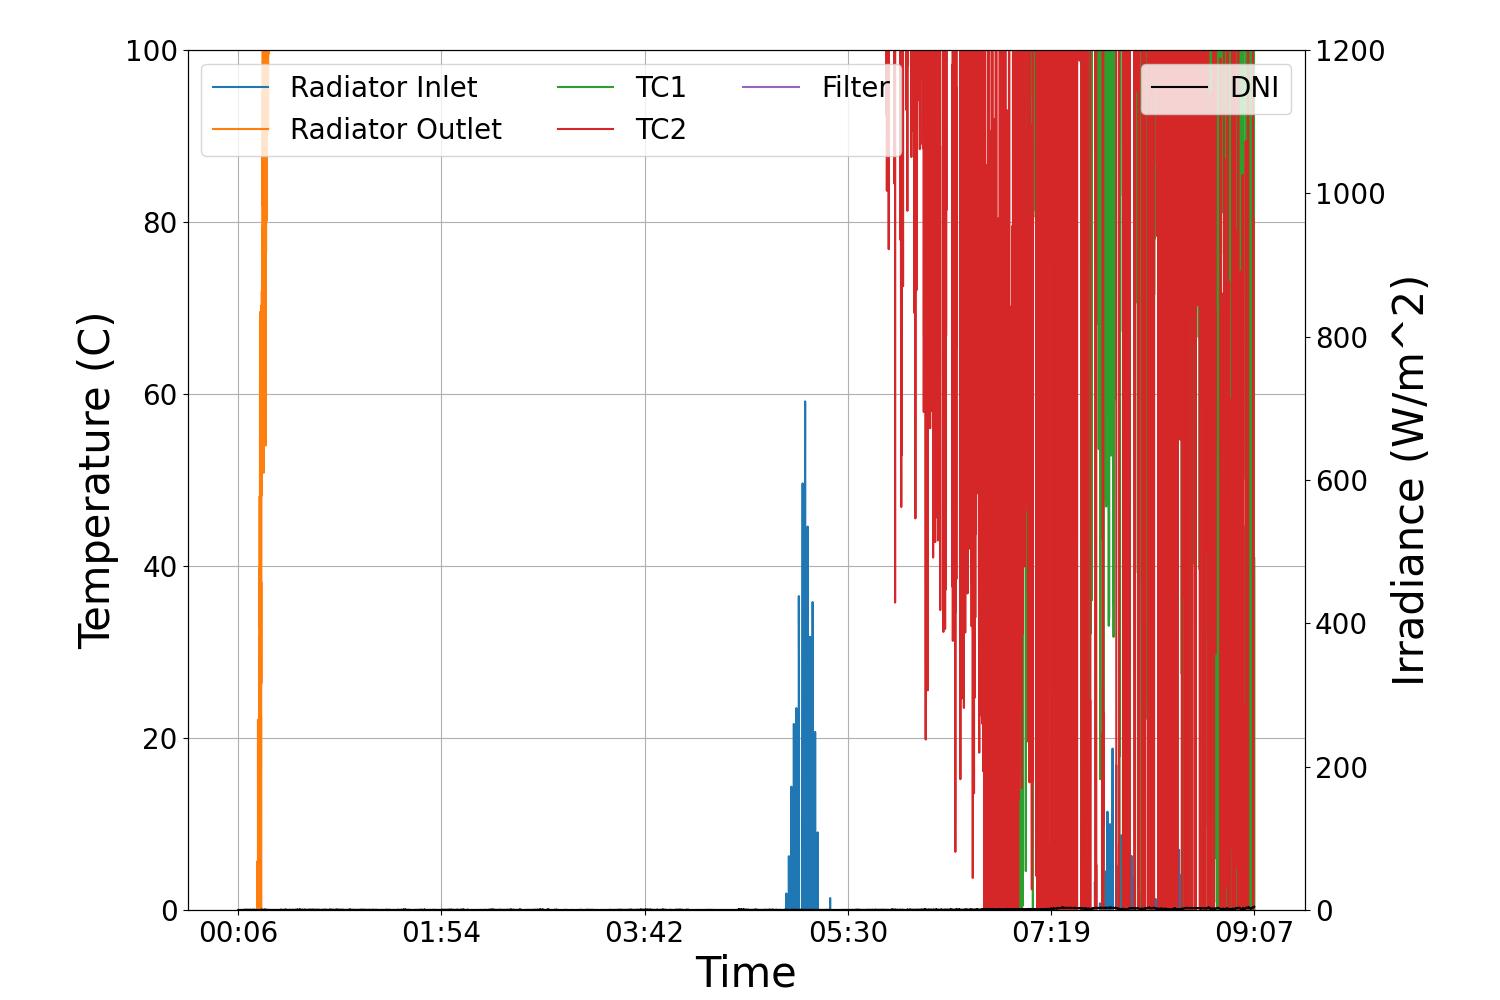 100
80
60
40
20
0
Temperature (C)
Radiator Inlet
Radiator Outlet
TC1
TC2
Filter
DNI
1200
1000
800
600
400
200
0
Irradiance (W/m^2)
00:06 01:54 03:42 05:30 07:19 09:07
Time